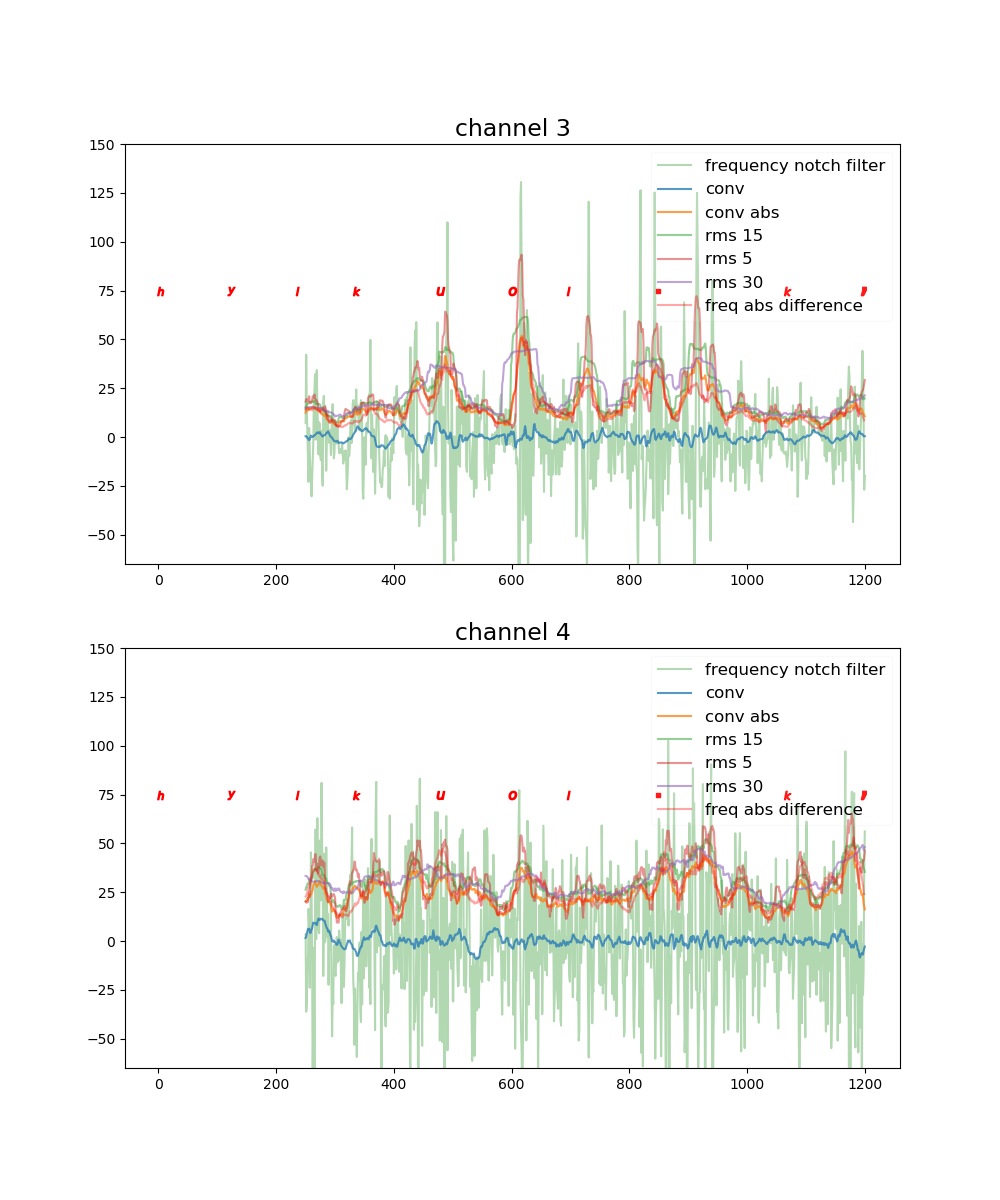 channel 3
150
125
100
75
50
25
0
−25
−50
frequency notch filter
conv
conv abs
rms 15
rms 5
rms 30
freq abs difference
h y l k u o l k
0 200 400 600 800 1000 1200
channel 4
150
125
100
75
50
25
0
−25
−50
frequency notch filter
conv
conv abs
rms 15
rms 5
rms 30
freq abs difference
h y l k u o l k
0 200 400 600 800 1000 1200